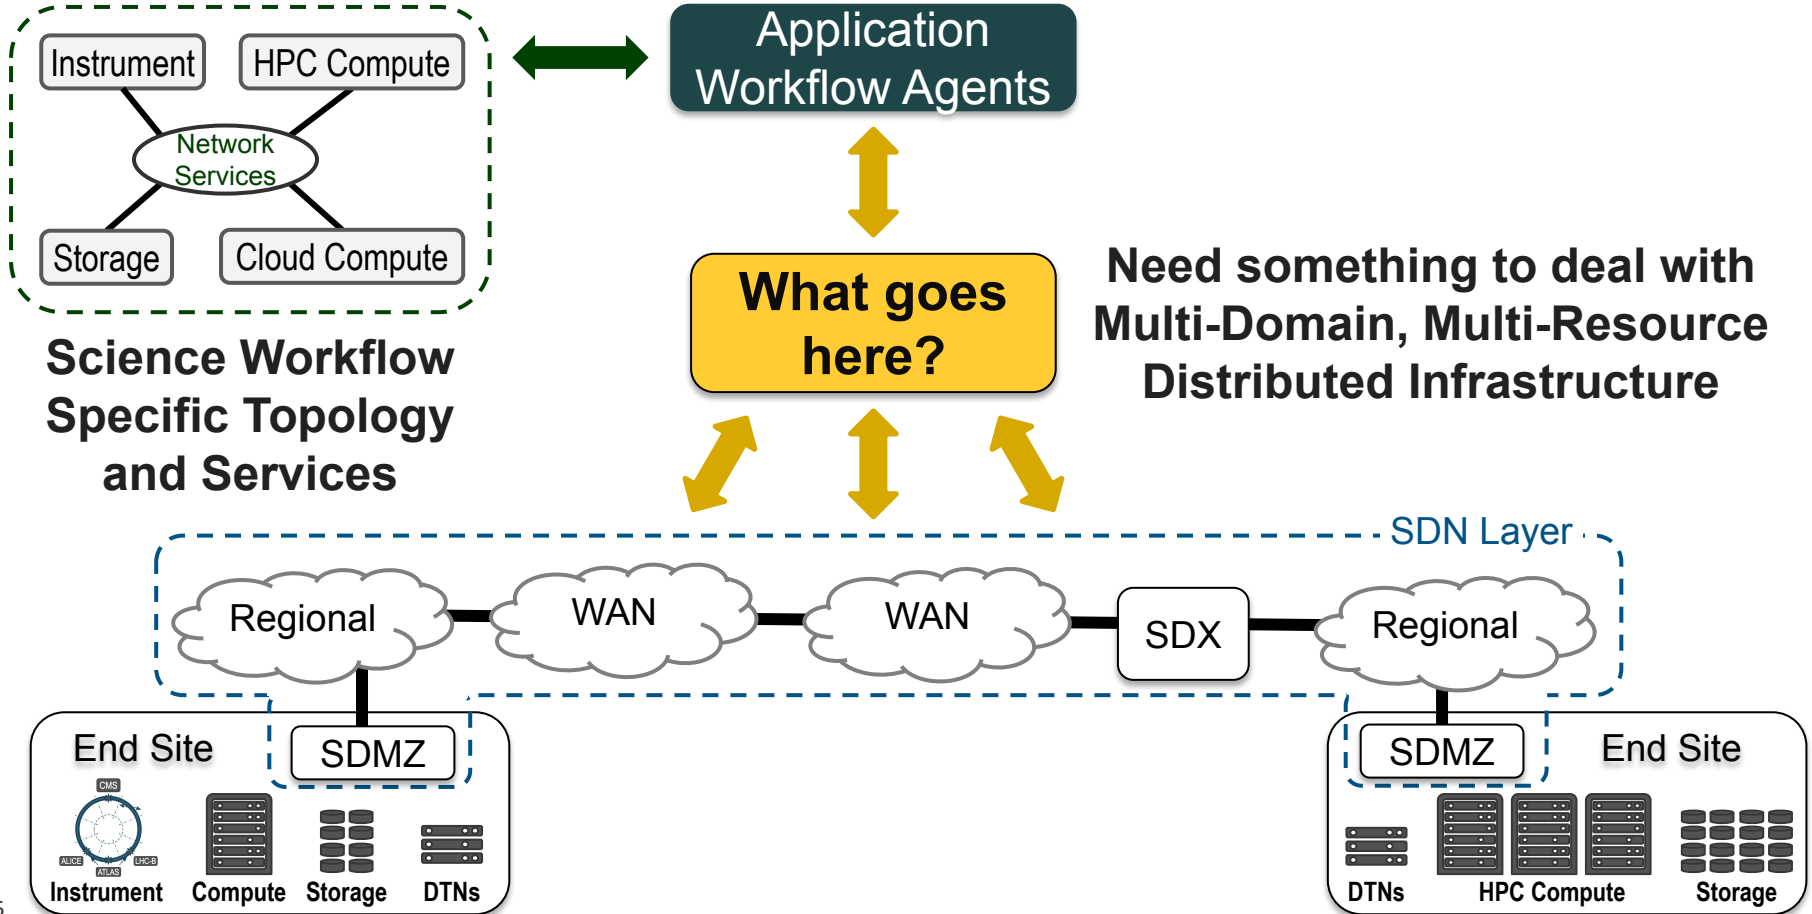 Instrument
HPC Compute
Network
Services
Storage
Cloud Compute
Science Workflow
Specific Topology
and Services
Application
Workflow Agents
What goes
here?
Need something to deal with
Multi-Domain, Multi-Resource
Distributed Infrastructure
SDN Layer
Regional
WAN
WAN
SDX
Regional
End Site
SDMZ
CMS
ALICE
LHC-B
ATLAS
Instrument
Compute
Storage
DTNs
SDMZ
End Site
DTNs
HPC Compute
Storage